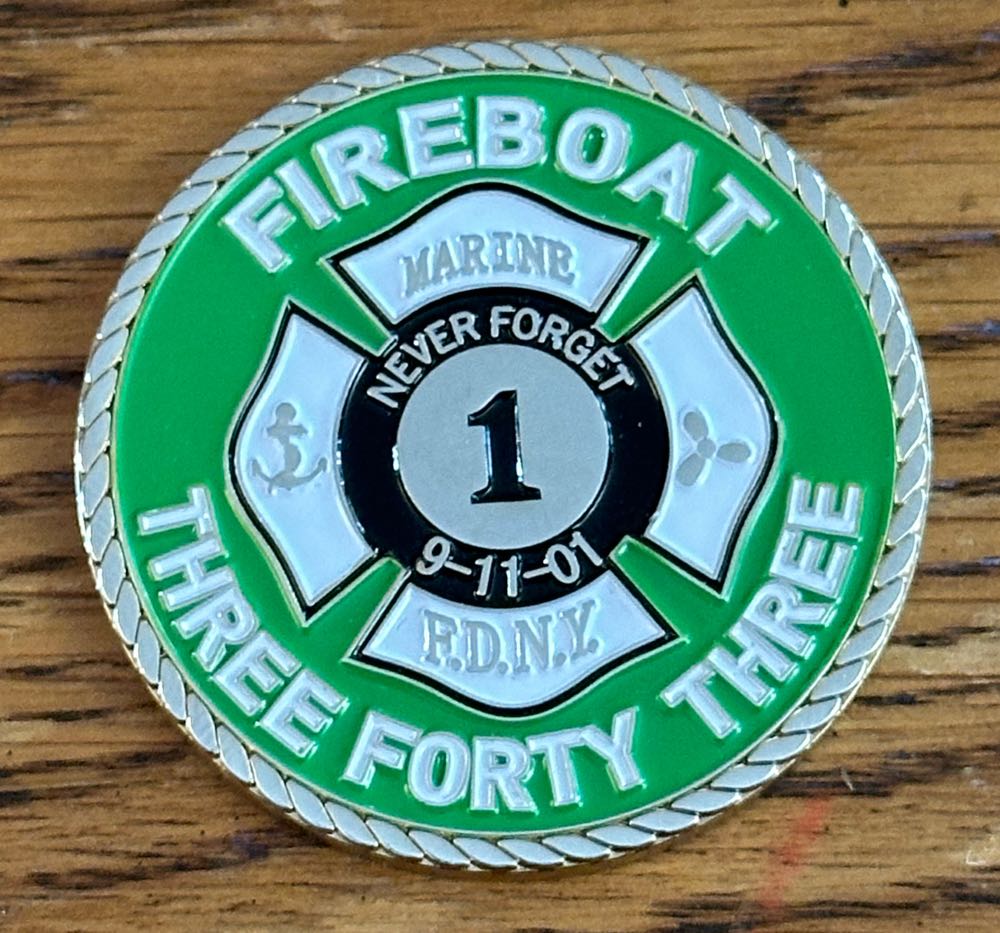 FIREBOAT
MARINE
NEVER FORGET
1
9-11-01
F.D.N.Y.
THREE FORTY THREE